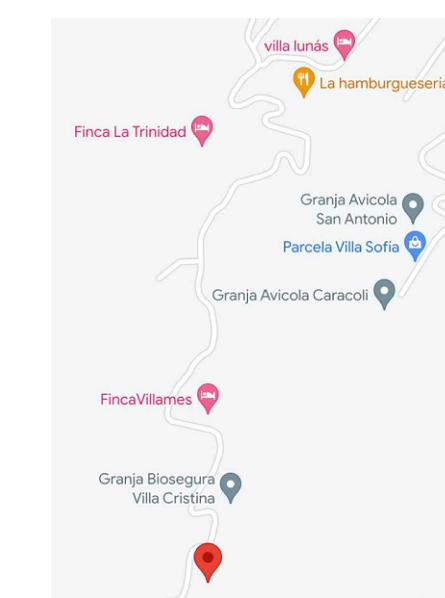 villa lunás
La hamburguesería
Finca La Trinidad
Granja Avicola
San Antonio
Parcela Villa Sofía
Granja Avicola Caracoli
FincaVillames
Granja Biosegura
Villa Cristina